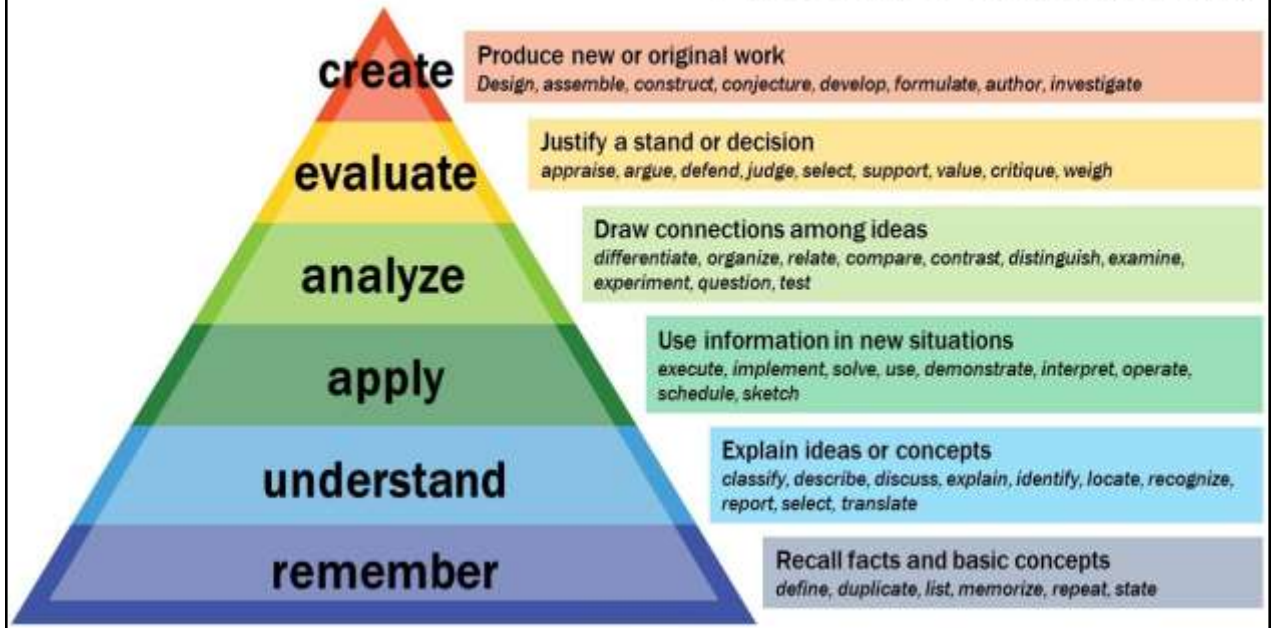 create
Produce new or original work
Design, assemble, construct, conjecture, develop, formulate, author, investigate
evaluate
Justify a stand or decision
appraise, argue, defend, judge, select, support, value, critique, weigh
analyze
Draw connections among ideas
differentiate, organize, relate, compare, contrast, distinguish, examine,
experiment, question, test
apply
Use information in new situations
execute, implement, solve, use, demonstrate, interpret, operate,
schedule, sketch
understand
Explain ideas or concepts
classify, describe, discuss, explain, identify, locate, recognize,
report, select, translate
remember
Recall facts and basic concepts
define, duplicate, list, memorize, repeat, state